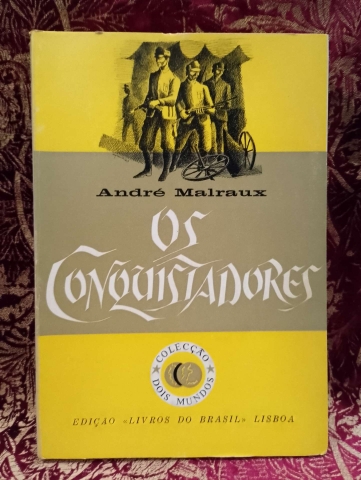 André Malraux
OS
CONQUISTADORES
COLECÇÃO
DOIS MUNDOS
EDIÇÃO «LIVROS DO BRASIL» LISBOA